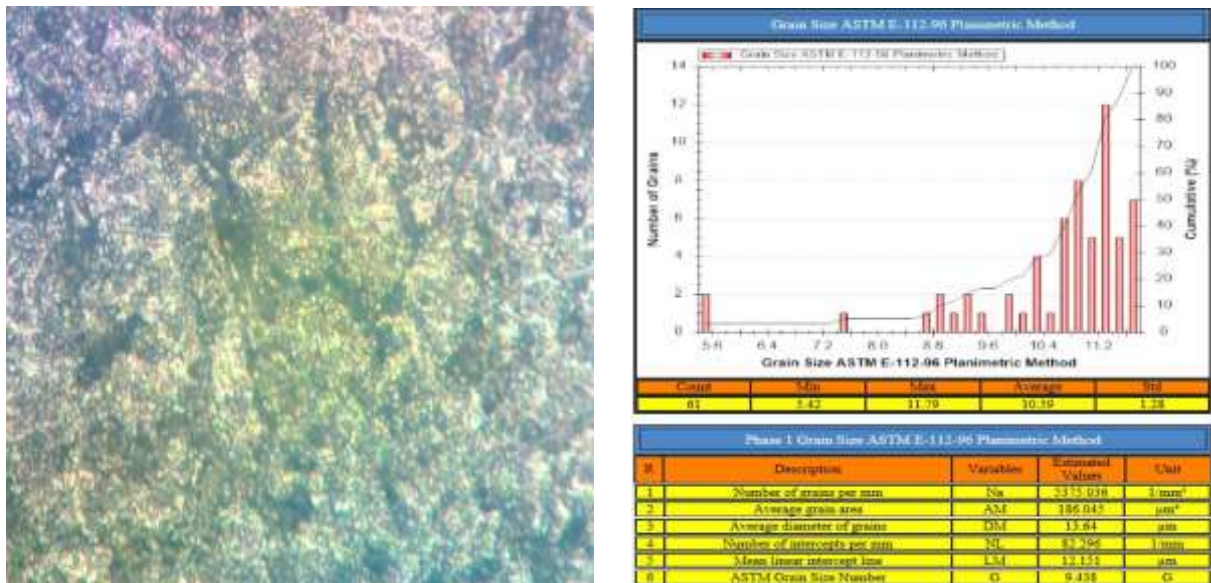 Grain Size ASTM E-112-96 Planimetric Method
Grain Size ASTM E-112-96 Planimetric Method
14 12 10 8 6 4 2 0
Number of Grains
100 90 80 70 60 50 40 30 20 10 0
Cumulative (%)
5.6 6.4 7.2 8.0 8.8 9.6 10.4 11.2
Grain Size ASTM E-112-96 Planimetric Method
Count Min Max Average Std
61 5.42 11.79 10.59 1.28
Phase 1 Grain Size ASTM E-112-96 Planimetric Method
R Description Variables Estimated Values Unit
1 Number of grains per mm Na 5375.036 1/mm²
2 Average grain area AM 186.045 µm²
3 Average diameter of grains DM 13.64 µm
4 Number of intercepts per mm NL 82.296 1/mm
5 Mean linear intercept line LM 12.151 µm
6 ASTM Grain Size Number G 9.438 G